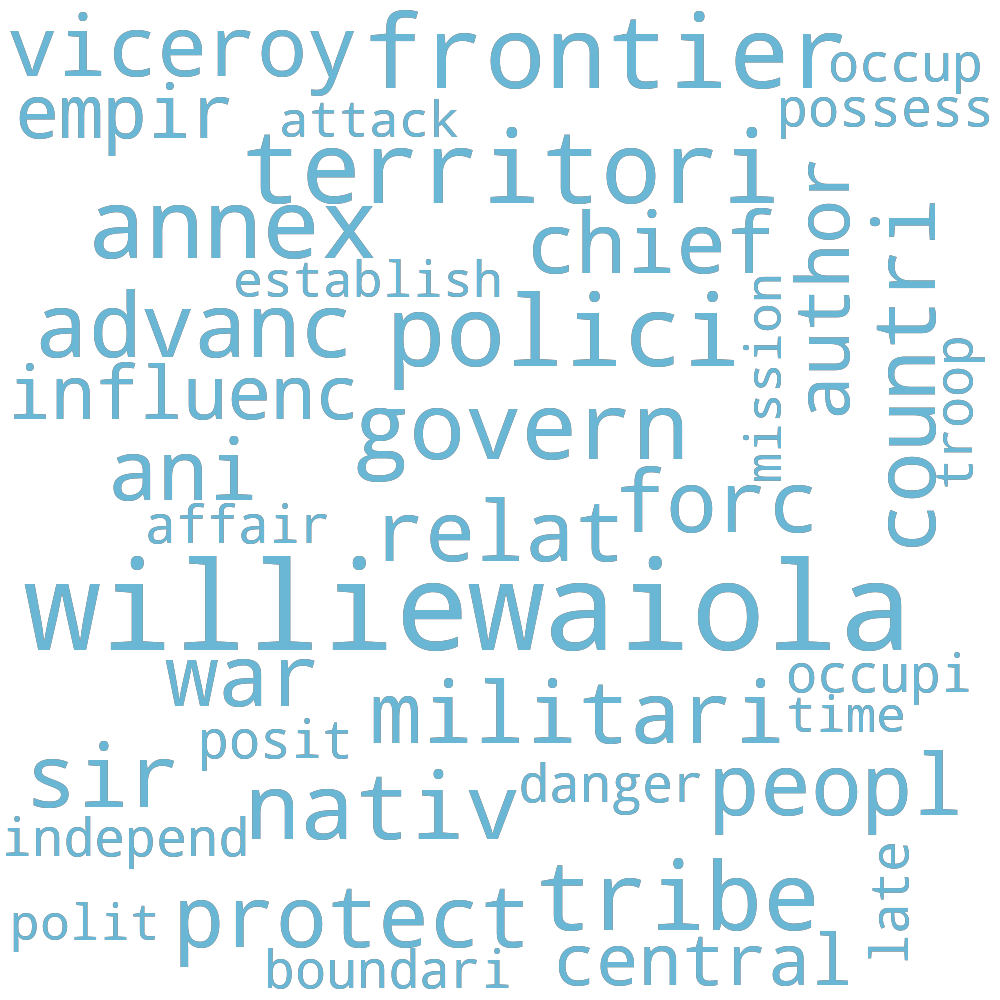 viceroy
frontier
occup
empir
attack
possess
territori
annex
chief
author
countri
establish
mission
advanc
polici
troop
influenc
govern
ani
forc
affair
relat
williewaiola
war
occupi
militari
time
posit
sir
nativ
danger
peopl
independ
late
tribe
polit
protect
central
boundari